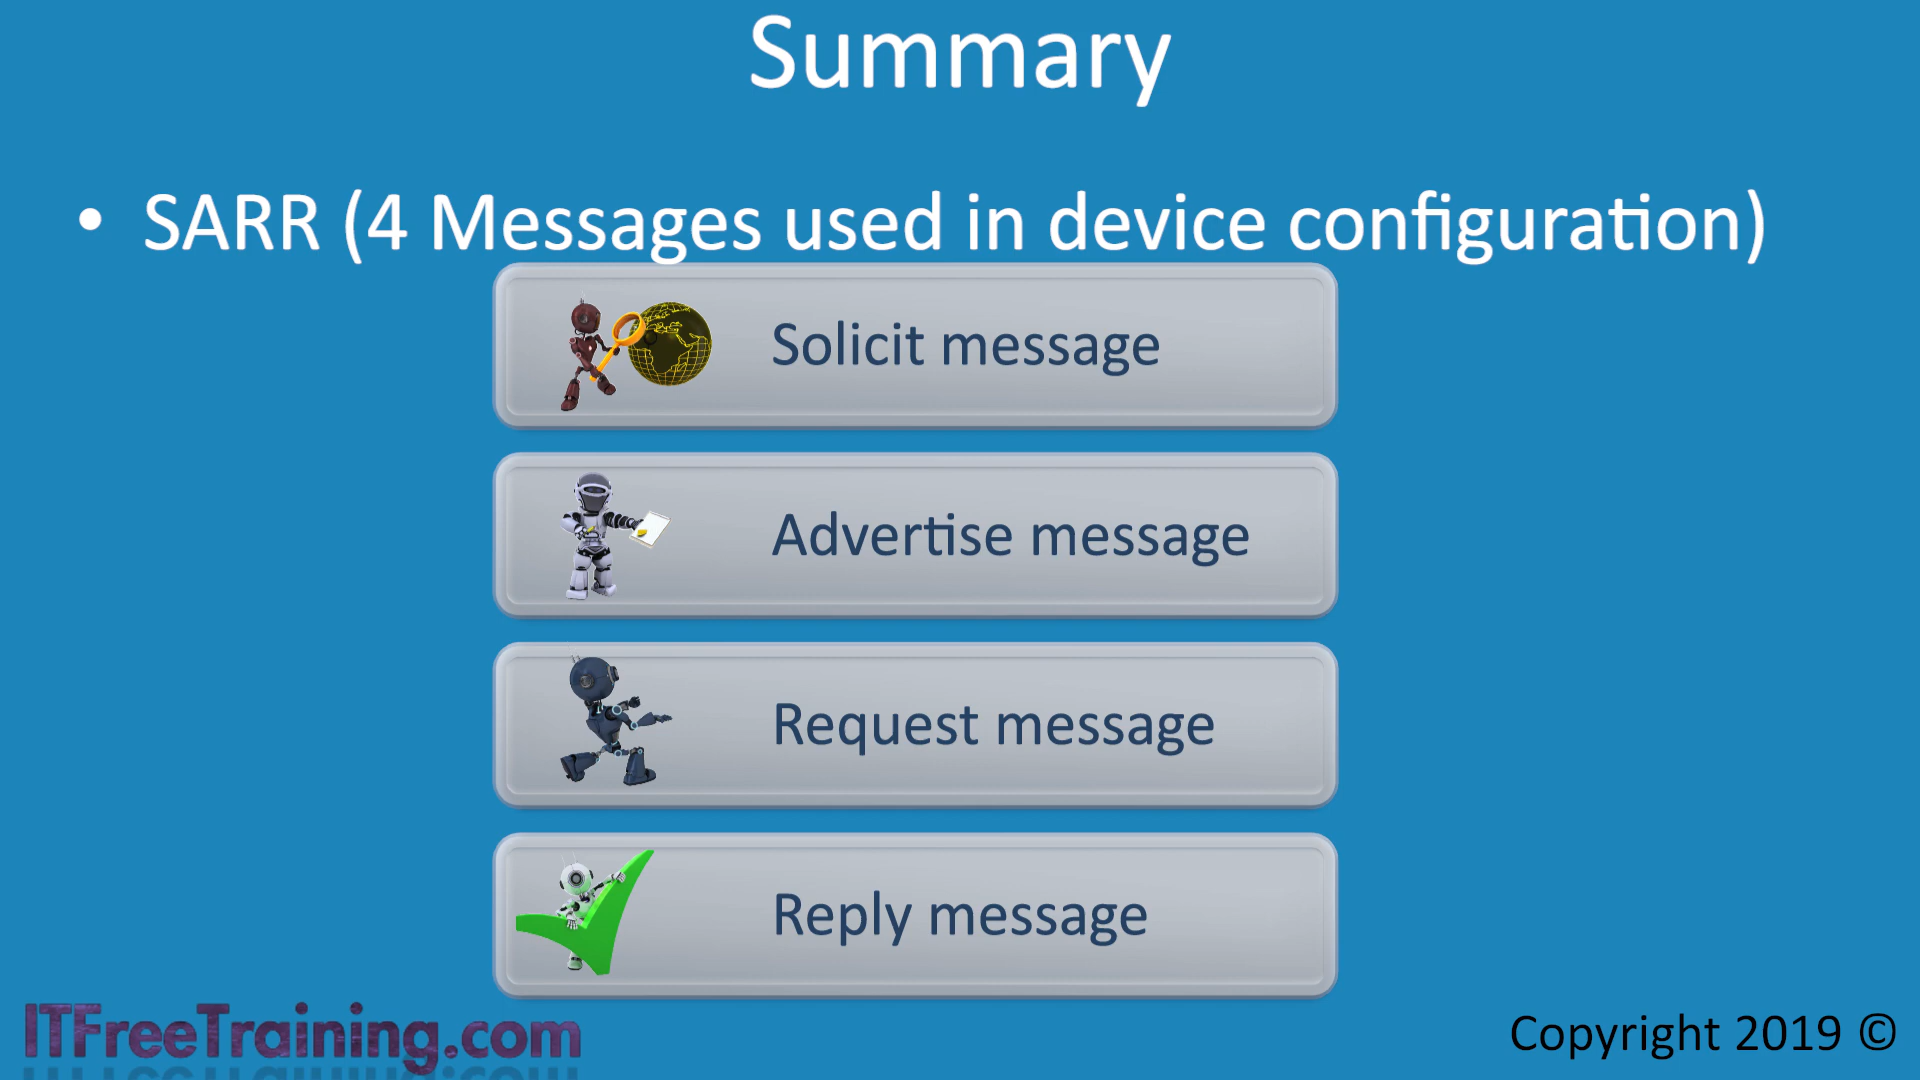 Summary
• SARR (4 Messages used in device configuration)
Solicit message
Advertise message
Request message
Reply message
ITFreeTraining.com
Copyright 2019 ©